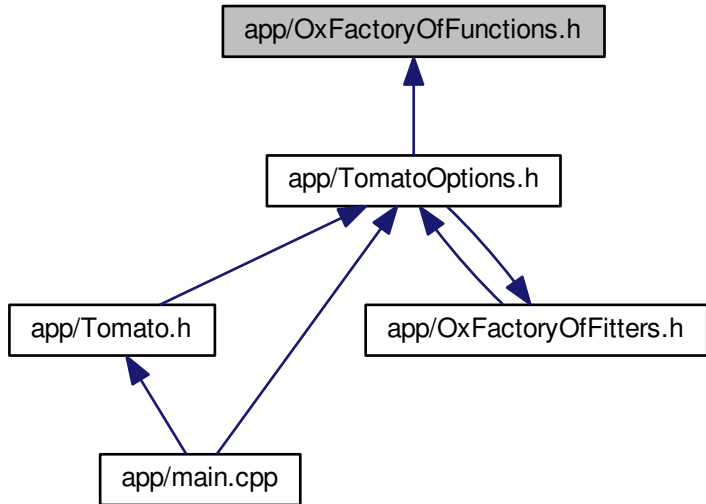 app/OxFactoryOfFunctions.h
app/TomatoOptions.h
app/Tomato.h
app/OxFactoryOfFitters.h
app/main.cpp